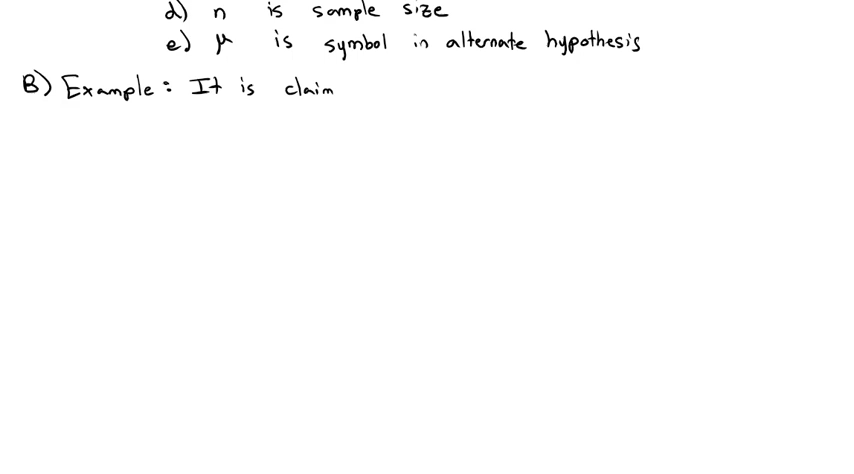 d) n is sample size
e) μ is symbol in alternate hypothesis
B) Example: It is claim